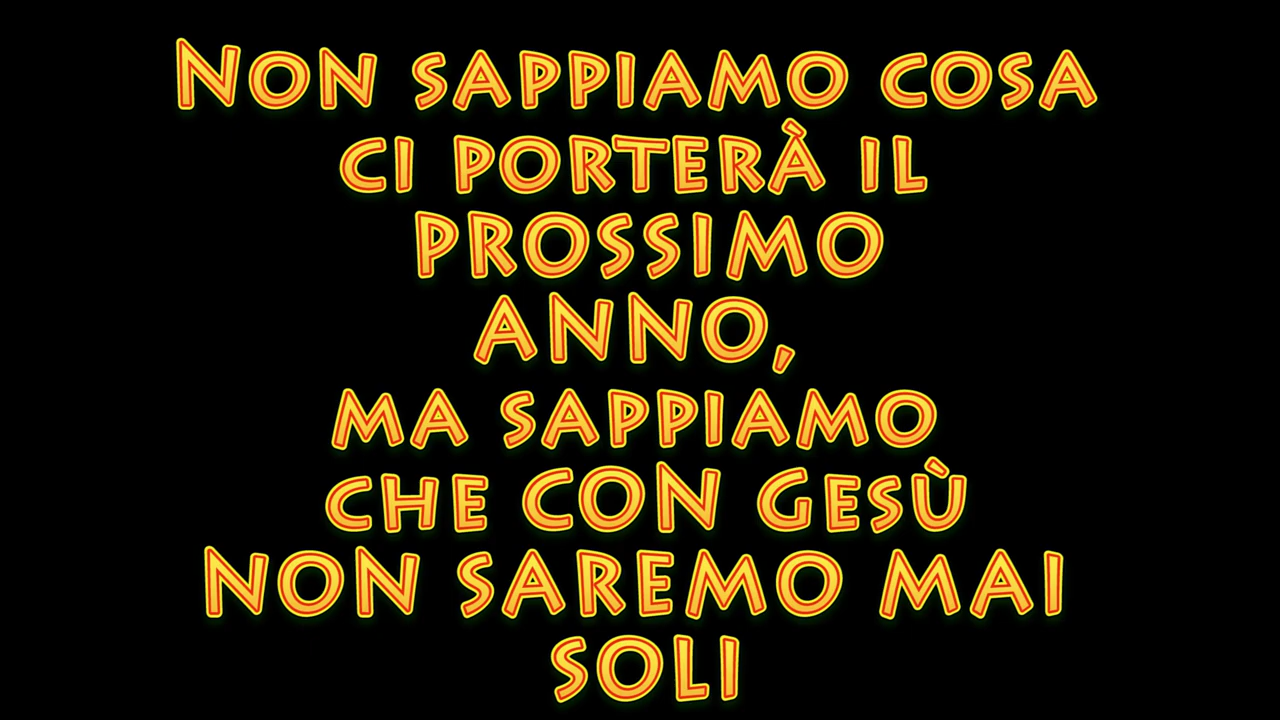 Non sappiamo cosa
ci porterà il
PROSSIMO
ANNO,
ma sappiamo
che CON Gesù
NON SAREMO MAI
SOLI